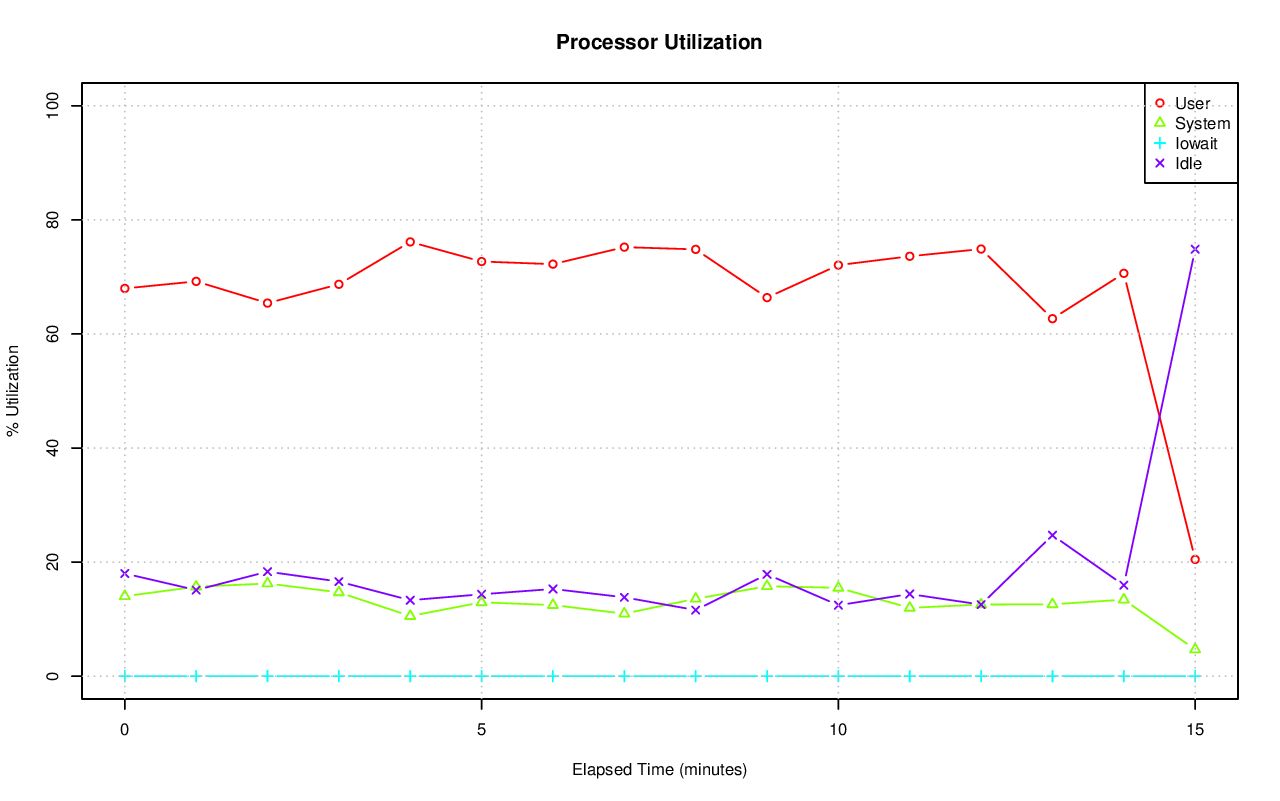 Processor Utilization
User
System
Iowait
Idle
% Utilization
100
80
60
40
20
0
0 5 10 15
Elapsed Time (minutes)